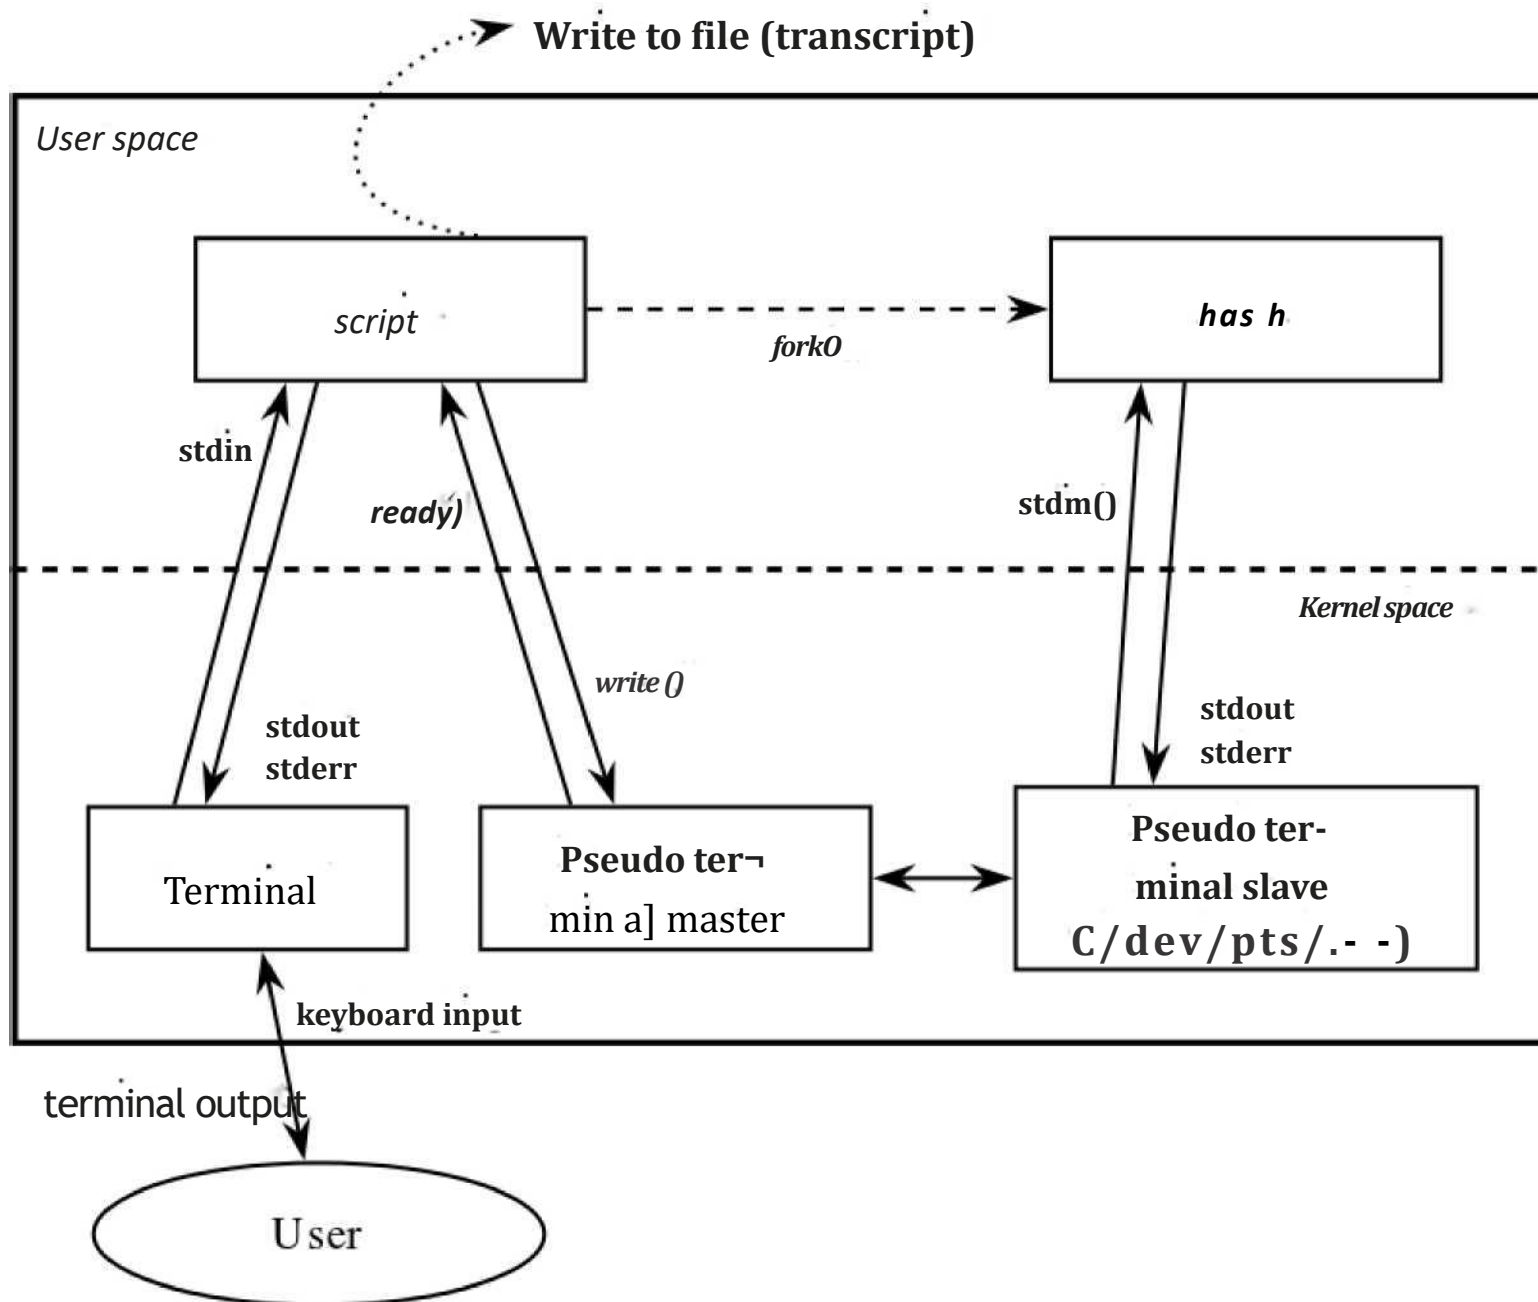 Write to file (transcript)
User space
script
has h
forkO
stdin
ready)
stdm()
Kernel space
write ()
stdout
stderr
stdout
stderr
Terminal
Pseudo ter¬
min a] master
Pseudo ter-
minal slave
C/dev/pts/.- -)
keyboard input
terminal output
User